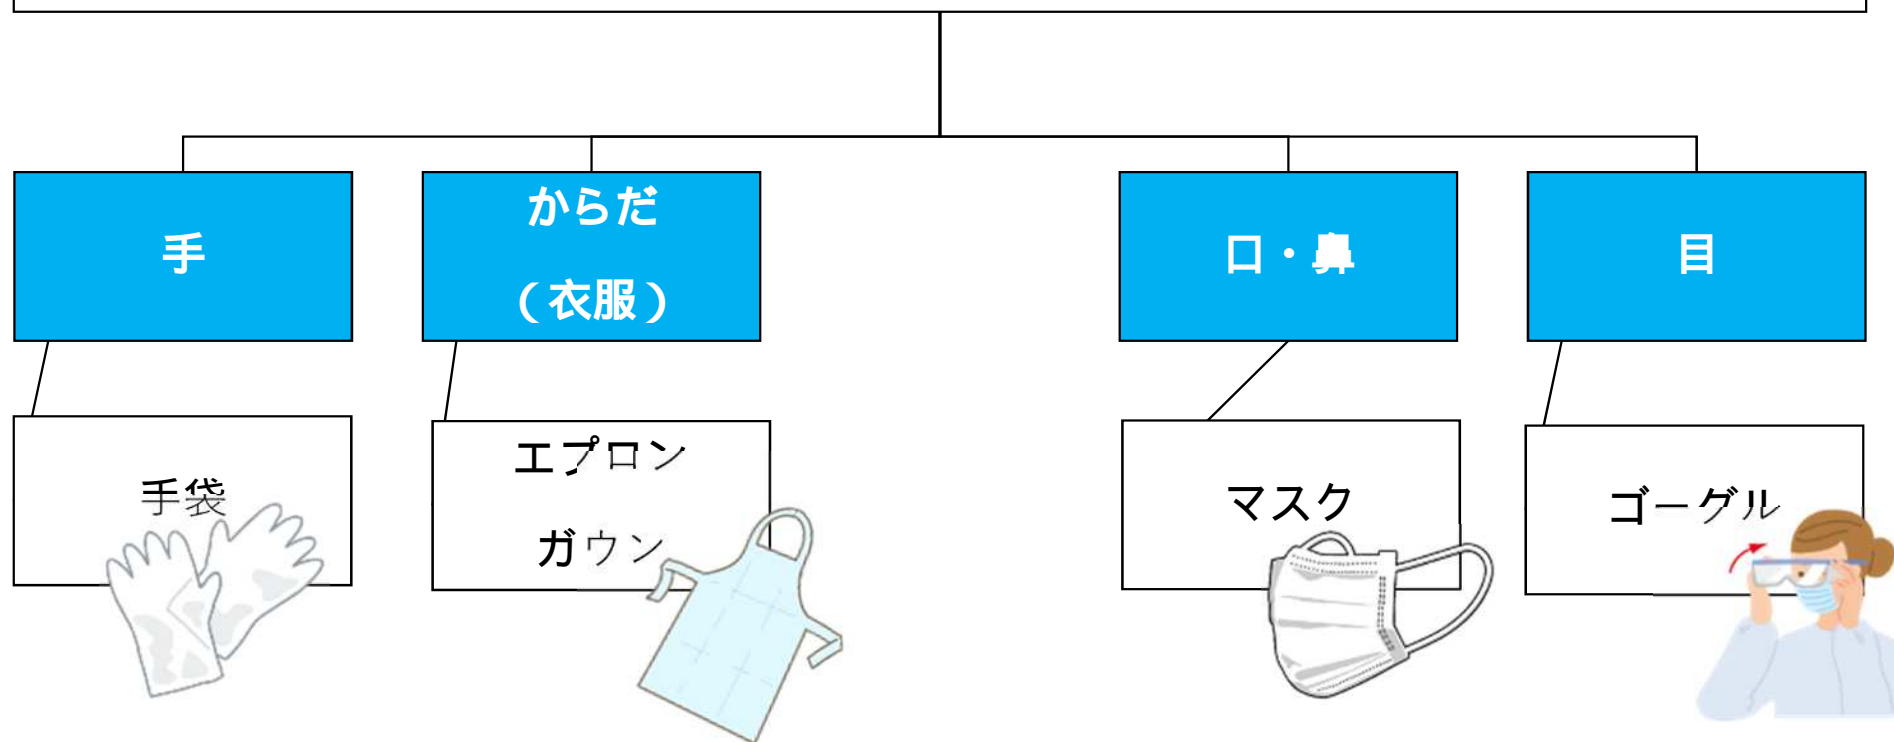 手
からだ
（衣服）
口・鼻
目
手袋
エプロン
ガウン
マスク
ゴーグル